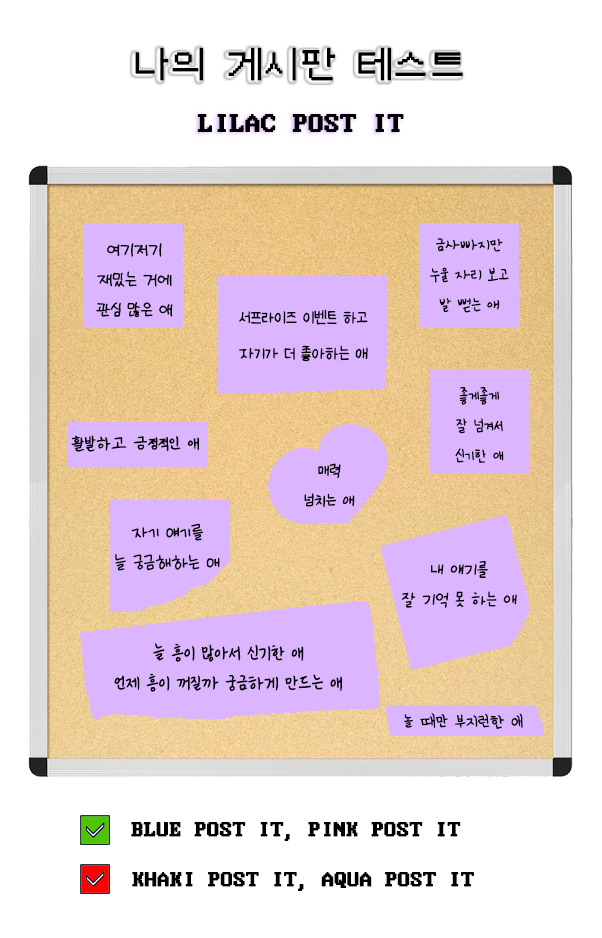 나의 게시판 테스트
LILAC POST IT
여기저기
재밌는 거에
관심 많은 애
금사빠지만
누울 자리 보고
발 뻗는 애
서프라이즈 이벤트 하고
자기가 더 좋아하는 애
좋게좋게
잘 넘겨서
신기한 애
활발하고 긍정적인 애
매력
넘치는 애
자기 얘기를
늘 궁금해하는 애
내 얘기를
잘 기억 못 하는 애
늘 흥이 많아서 신기한 애
언제 흥이 꺼질까 궁금하게 만드는 애
놀 때만 부지런한 애
BLUE POST IT, PINK POST IT
KHAKI POST IT, AQUA POST IT